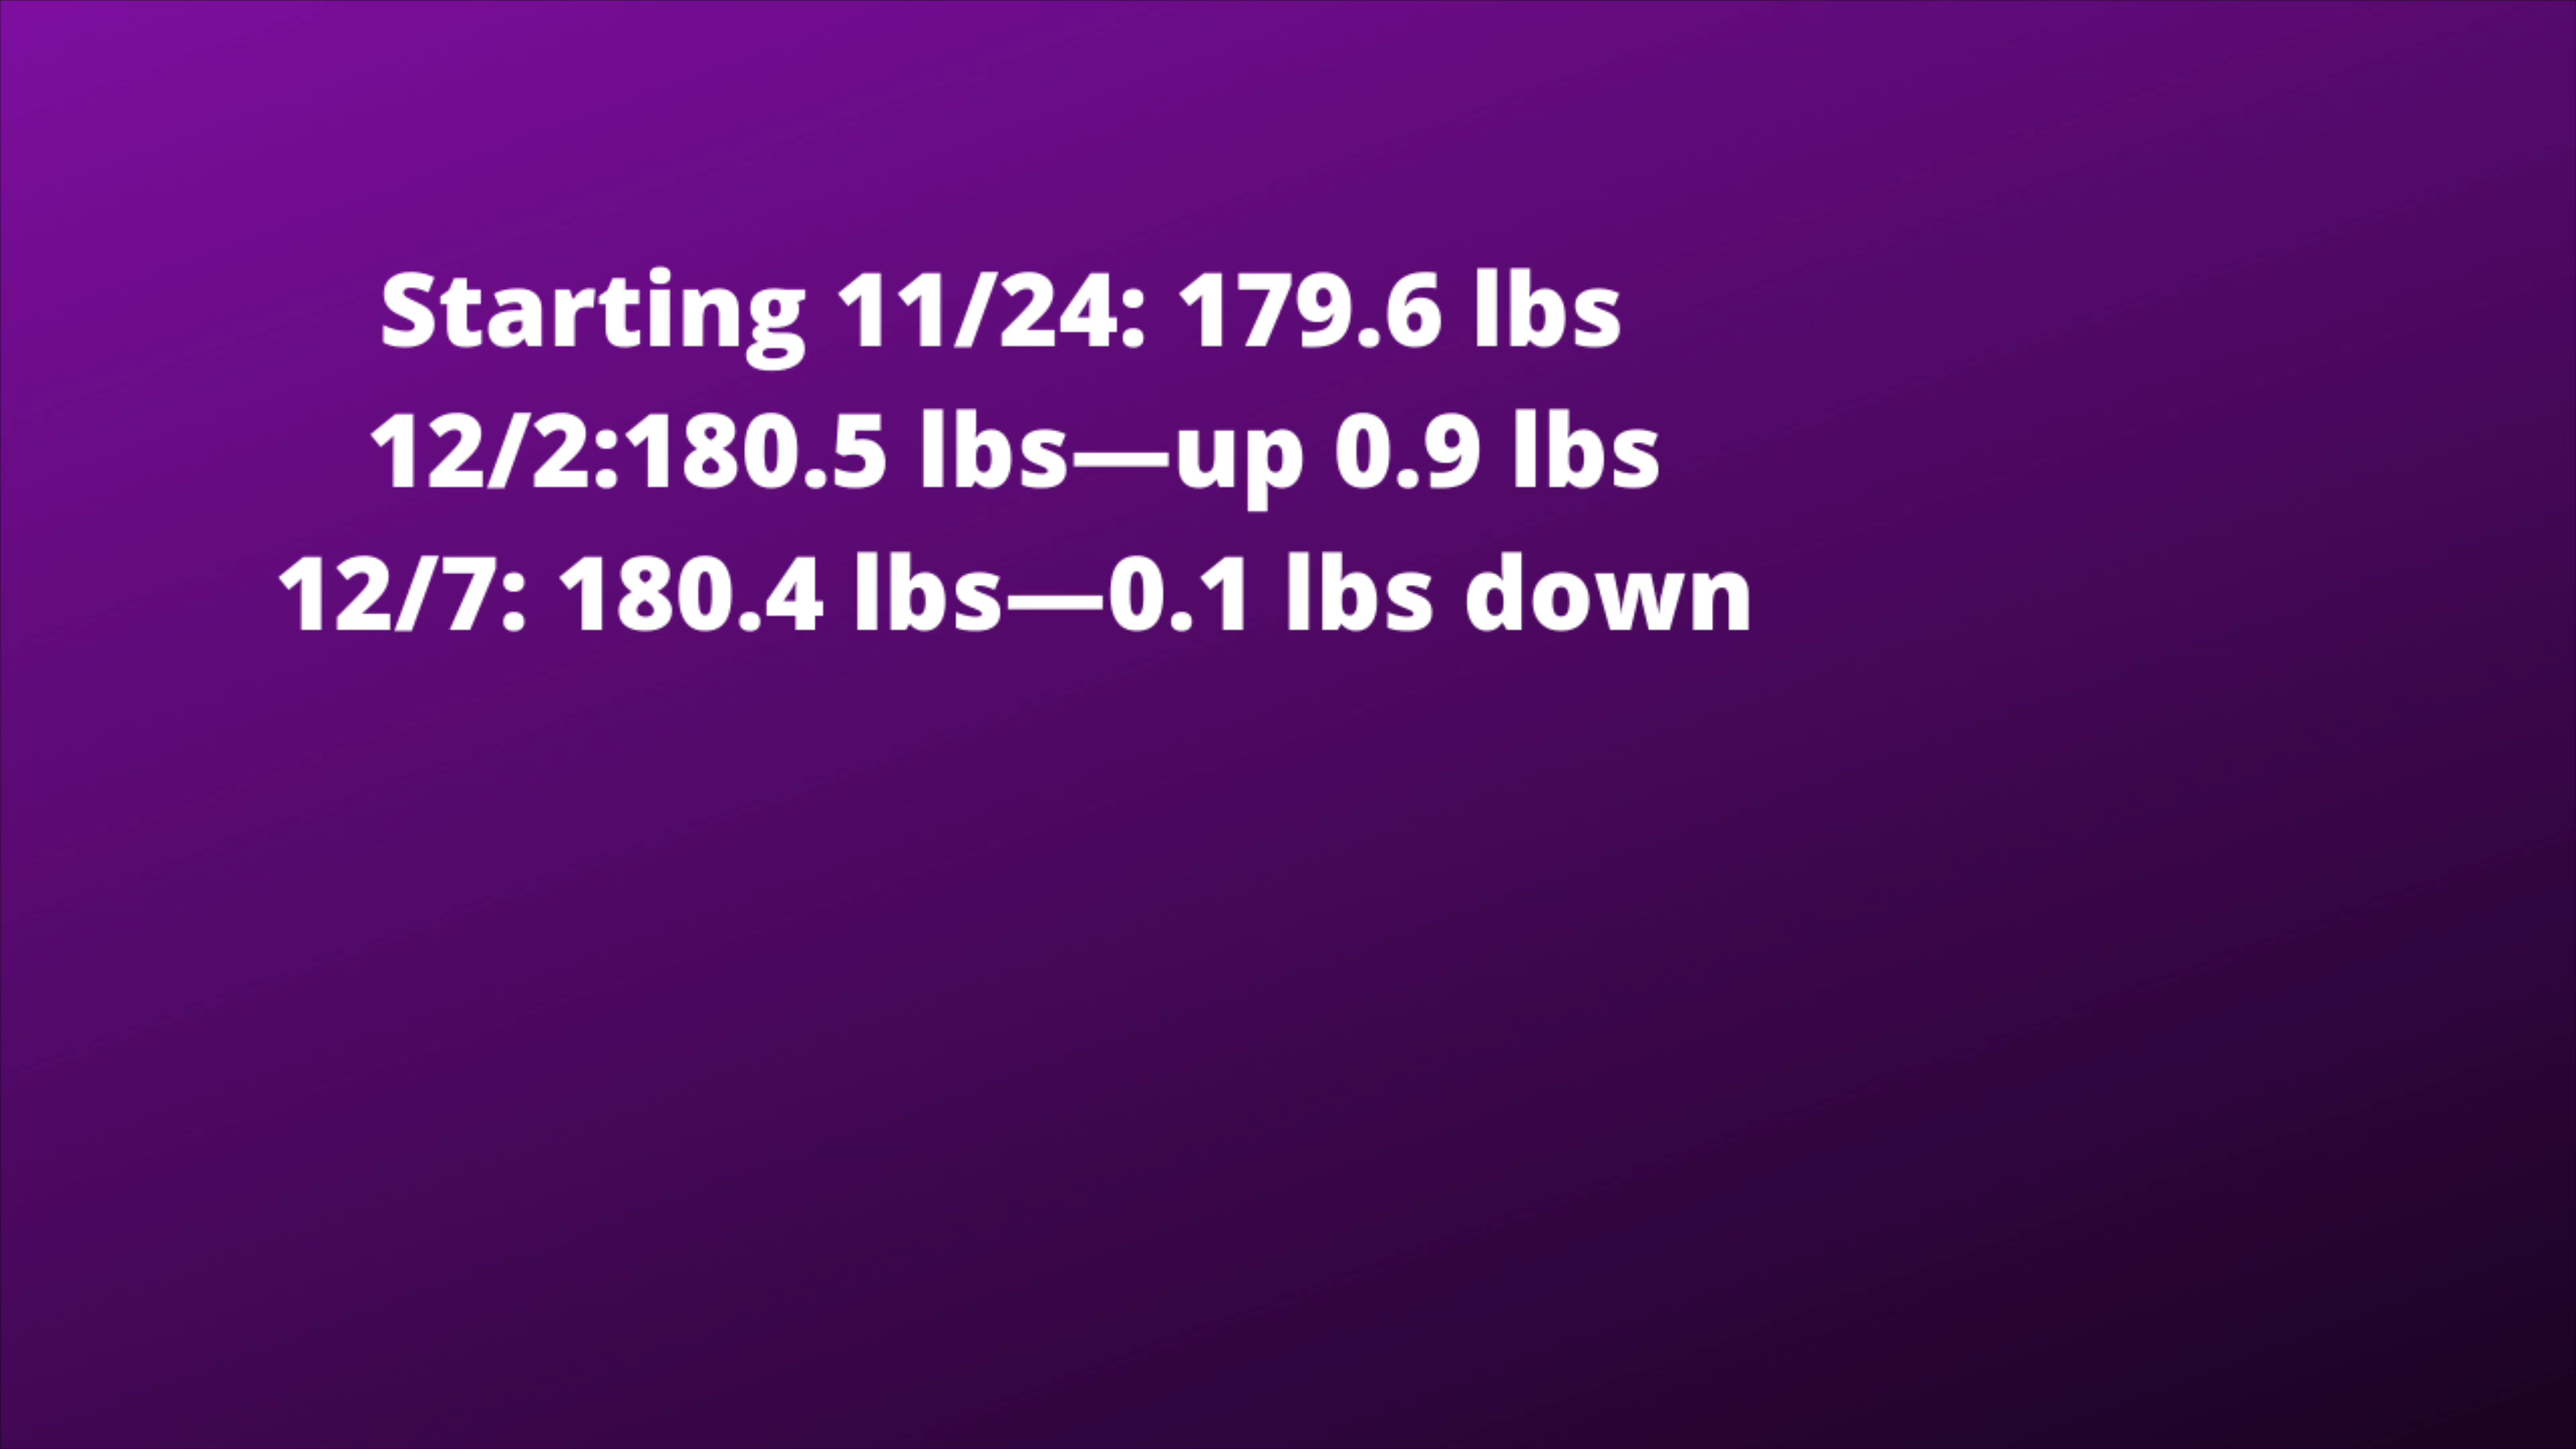 Starting 11/24: 179.6 lbs
12/2:180.5 lbs—up 0.9 lbs
12/7: 180.4 lbs—0.1 lbs down